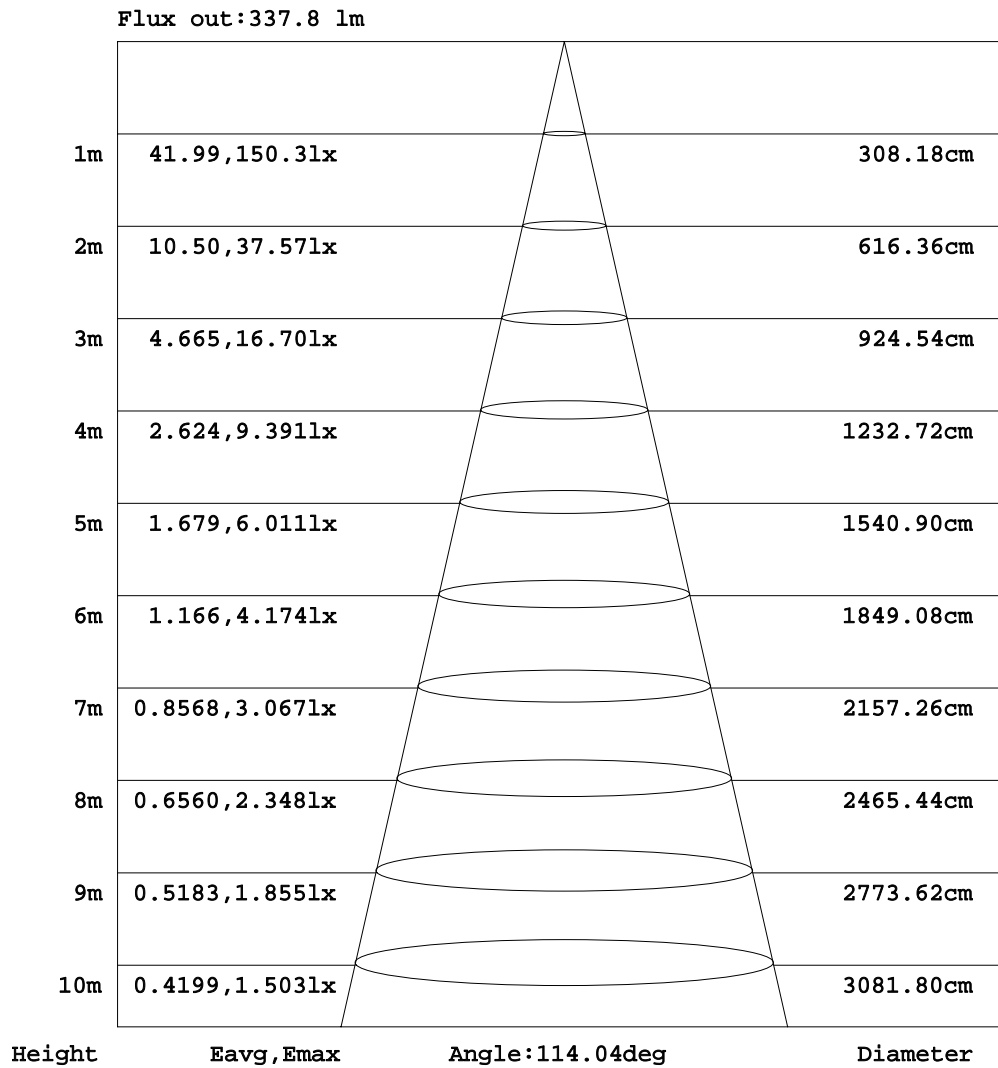 Flux out:337.8 lm
1m 41.99,150.3lx 308.18cm
2m 10.50,37.57lx 616.36cm
3m 4.665,16.70lx 924.54cm
4m 2.624,9.391lx 1232.72cm
5m 1.679,6.011lx 1540.90cm
6m 1.166,4.174lx 1849.08cm
7m 0.8568,3.067lx 2157.26cm
8m 0.6560,2.348lx 2465.44cm
9m 0.5183,1.855lx 2773.62cm
10m 0.4199,1.503lx 3081.80cm
Height Eavg,Emax Angle:114.04deg Diameter